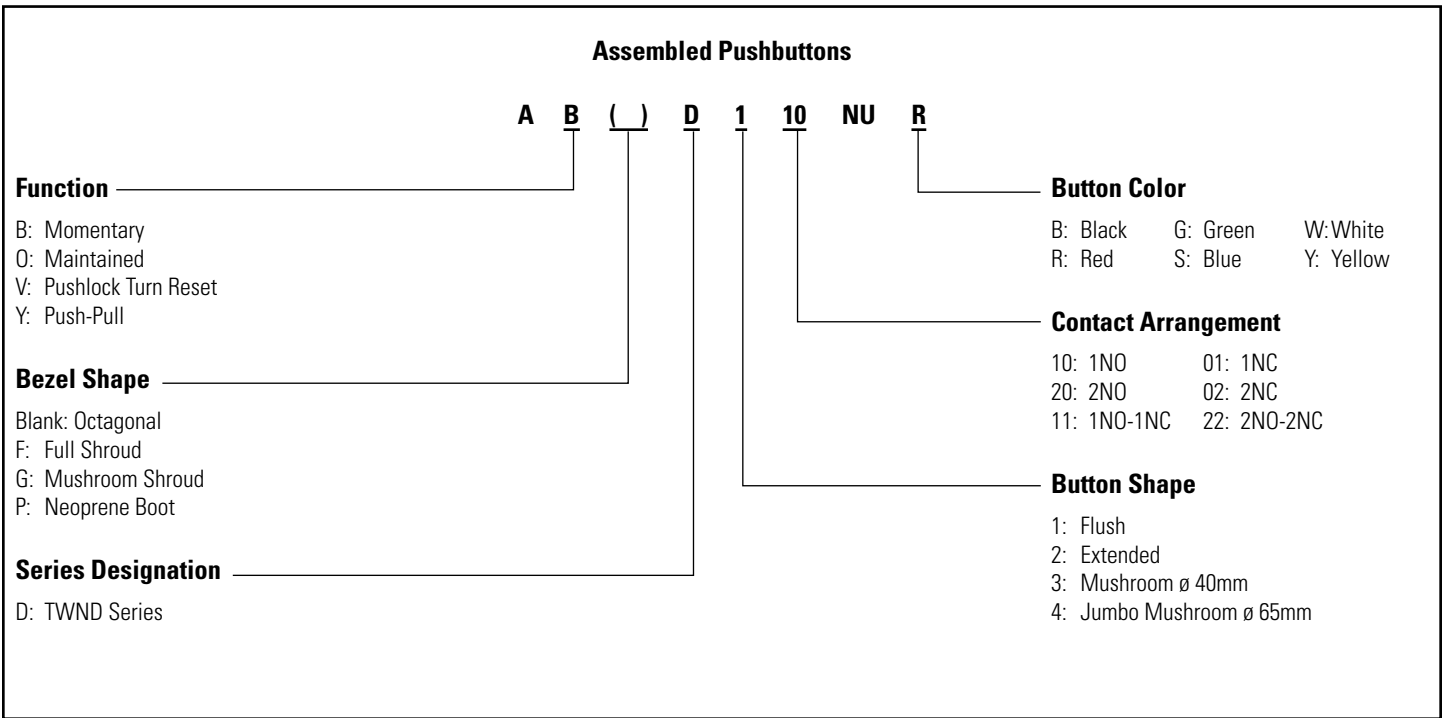 Assembled Pushbuttons
A B ( ) D 1 10 NU R
Function
B: Momentary
O: Maintained
V: Pushlock Turn Reset
Y: Push-Pull
Bezel Shape
Blank: Octagonal
F: Full Shroud
G: Mushroom Shroud
P: Neoprene Boot
Series Designation
D: TWND Series
Button Color
B: Black G: Green W: White
R: Red S: Blue Y: Yellow
Contact Arrangement
10: 1NO 01: 1NC
20: 2NO 02: 2NC
11: 1NO-1NC 22: 2NO-2NC
Button Shape
1: Flush
2: Extended
3: Mushroom ø 40mm
4: Jumbo Mushroom ø 65mm